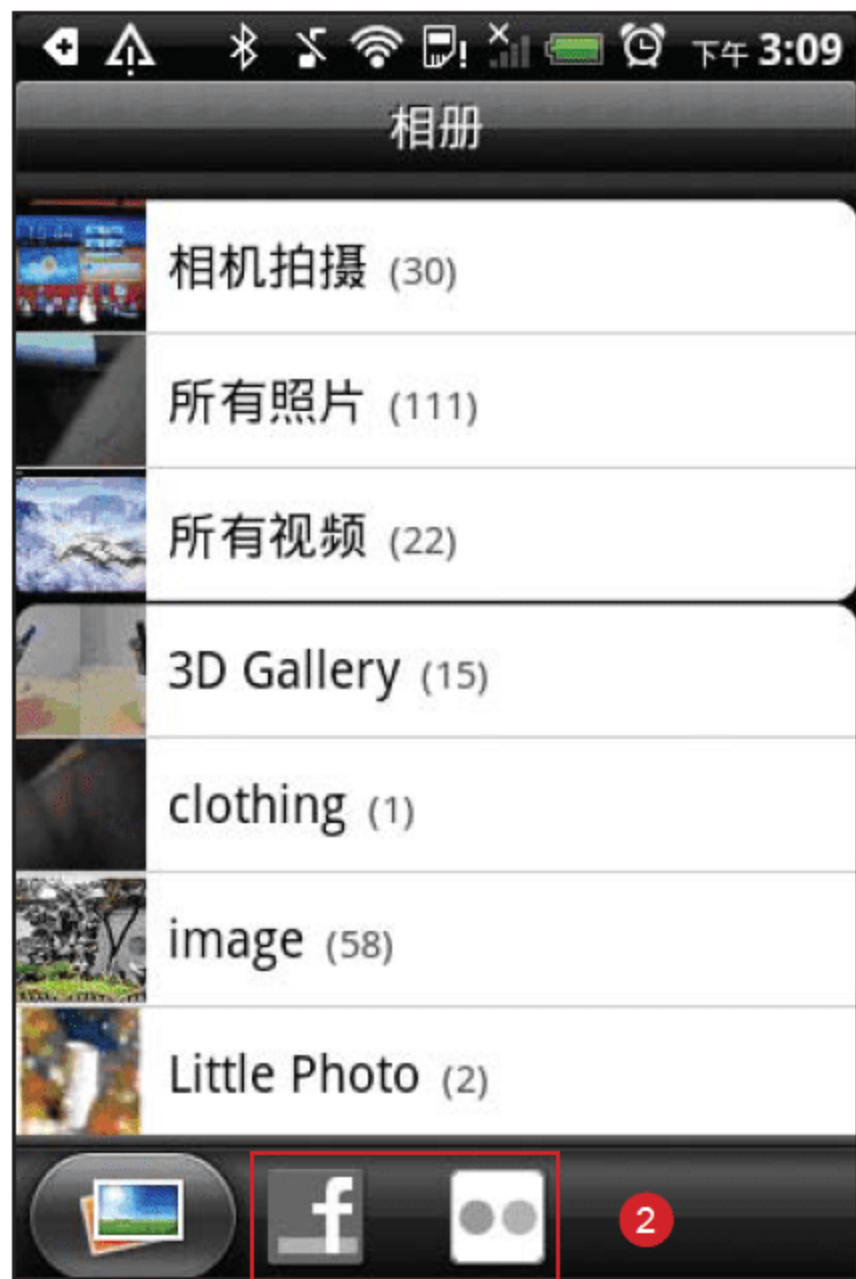 下午 3:09
相册
相机拍摄 (30)
所有照片 (111)
所有视频 (22)
3D Gallery (15)
clothing (1)
image (58)
Little Photo (2)
f
2